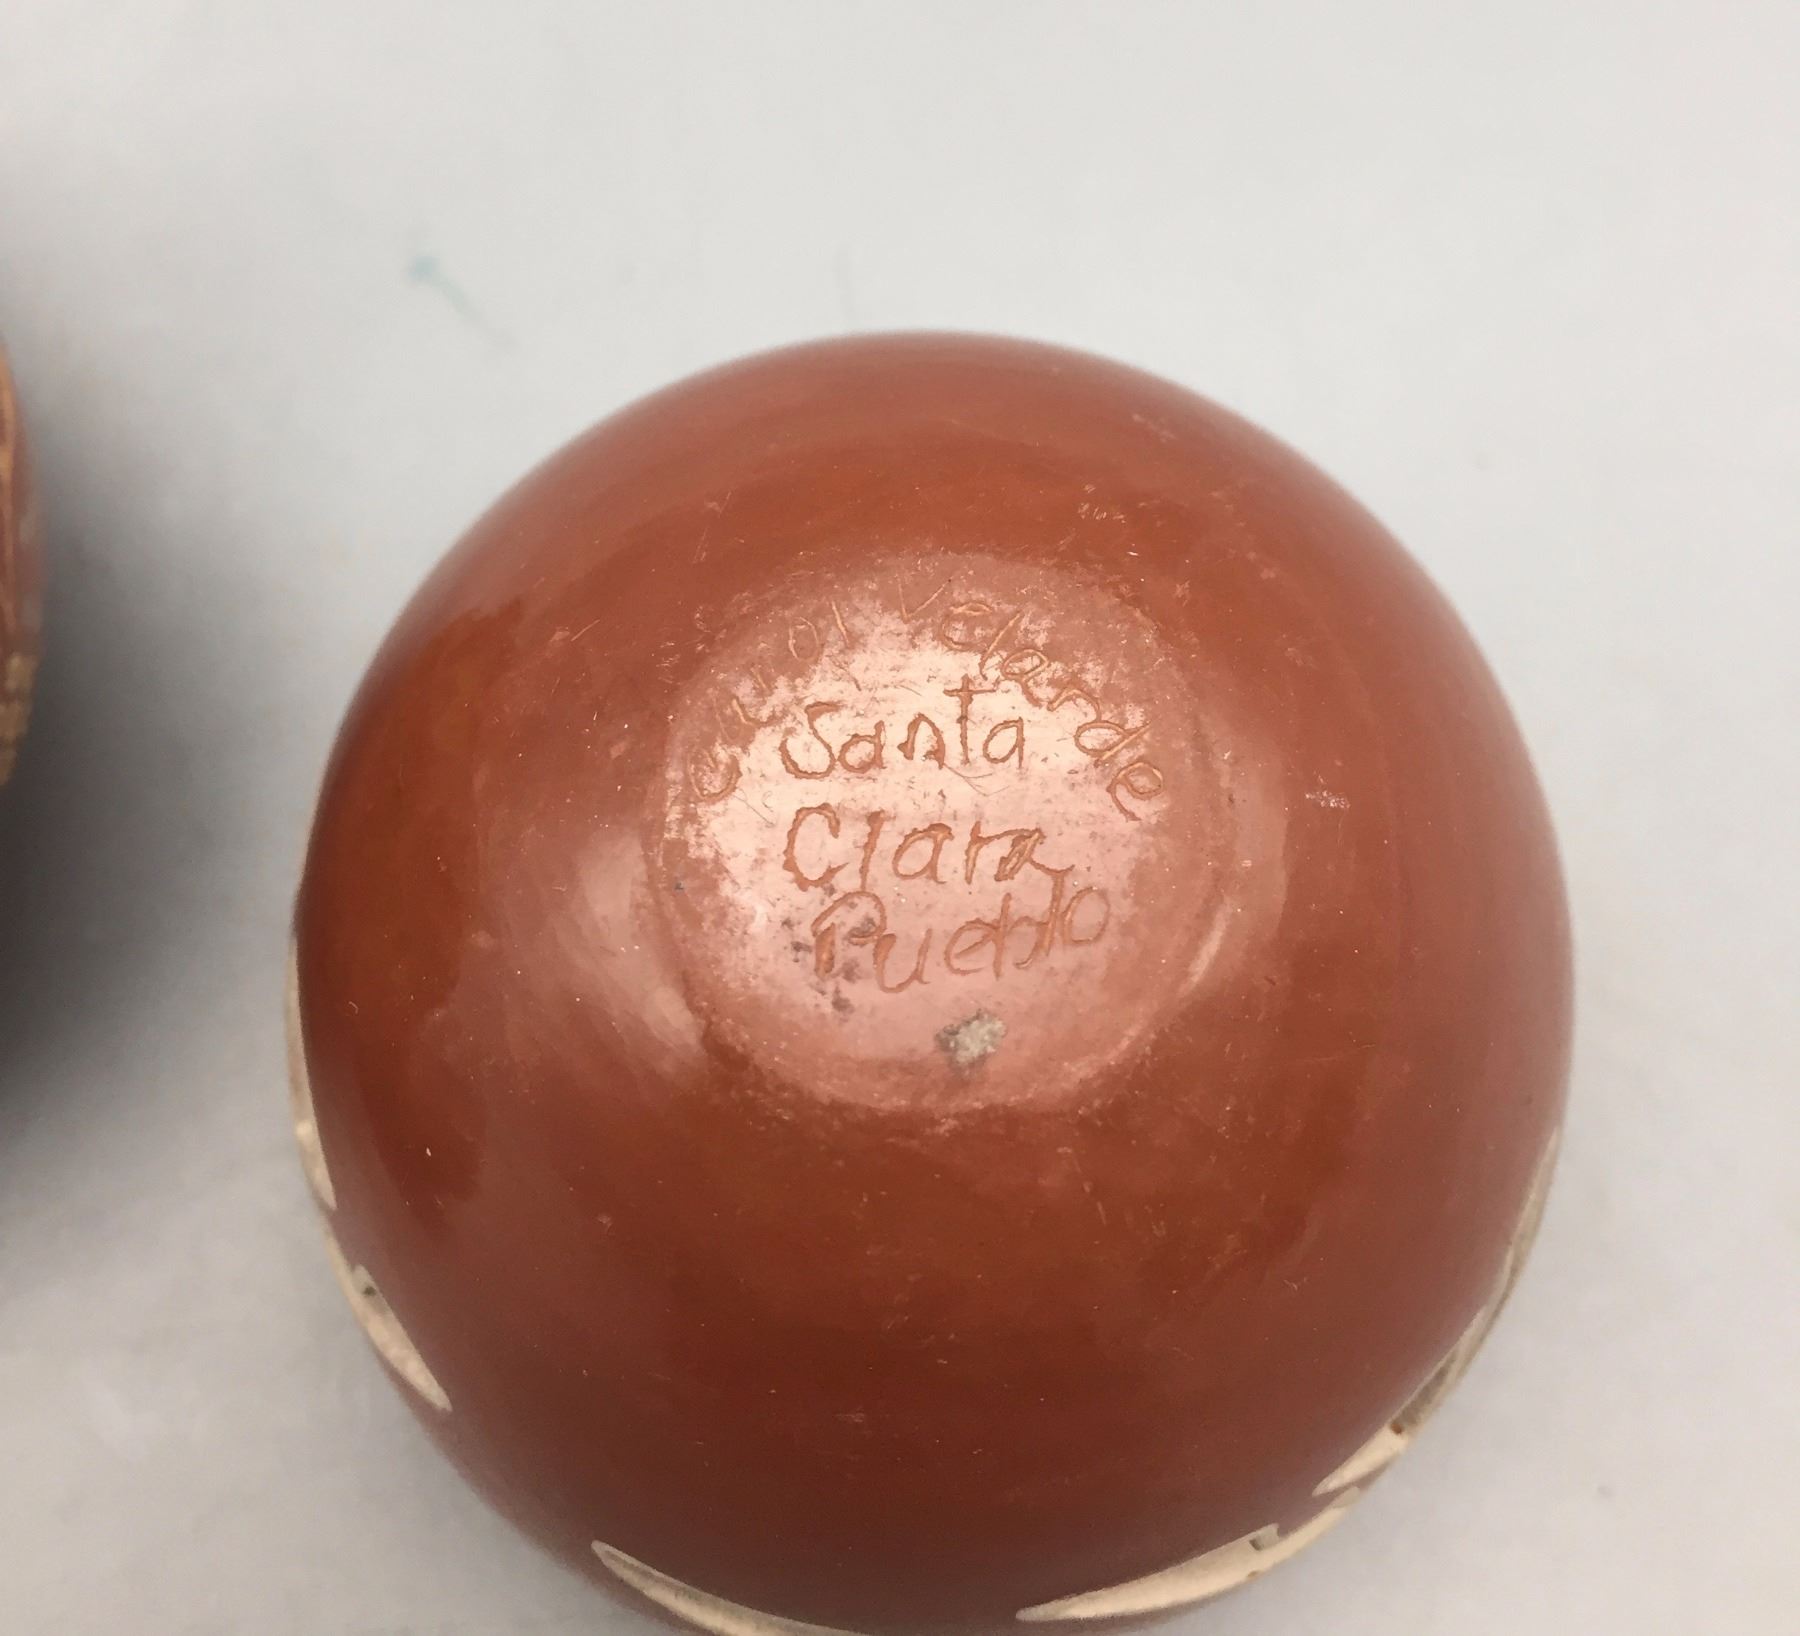 Carol Velarde
Santa
Clara
Pueblo